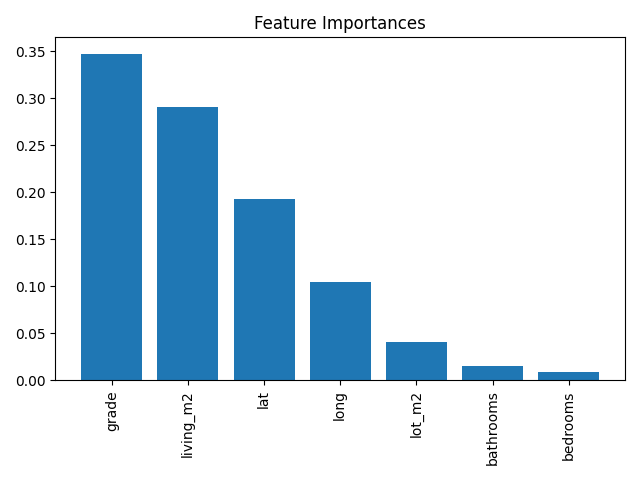 Feature Importances
0.35
0.30
0.25
0.20
0.15
0.10
0.05
0.00
grade
living_m2
lat
long
lot_m2
bathrooms
bedrooms